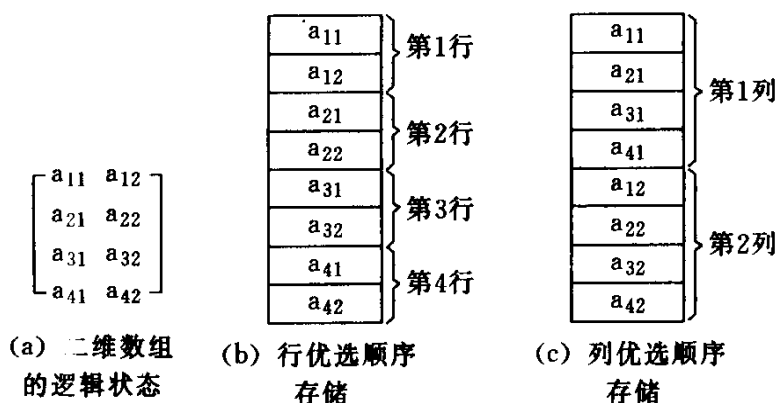 a11 a12
a21 a22
a31 a32
a41 a42
(a) 二维数组
的逻辑状态
a11
a12
第1行
a21
a22
第2行
a31
a32
第3行
a41
a42
第4行
(b) 行优选顺序
存储
a11
a21
a31
a41
第1列
a12
a22
a32
a42
第2列
(c) 列优选顺序
存储